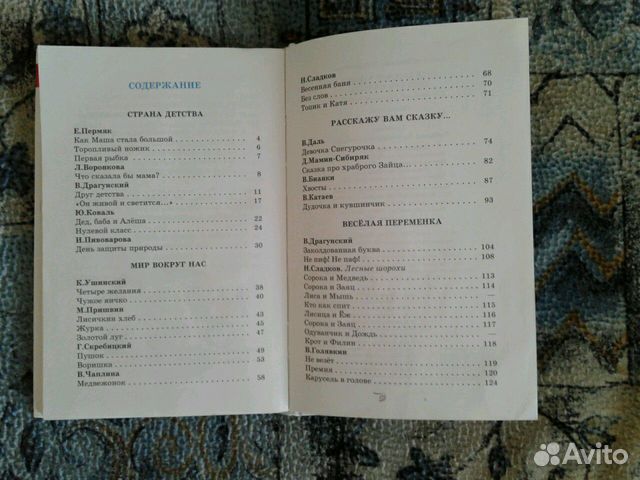 СОДЕРЖАНИЕ
СТРАНА ДЕТСТВА
Е.Пермяк
Как Маша стала большой 4
Торопливый ножик 6
Первая рыбка 7
Л.Воронкова
Что сказала бы мама? 8
В.Драгунский
Друг детства 11
«Он живой и светится...» 17
Ю.Коваль
Дед, баба и Алёша 22
Нулевой класс 24
И.Пивоварова
День защиты природы 30
МИР ВОКРУГ НАС
К.Ушинский
Четыре желания 38
Чужое яичко 40
М.Пришвин
Лисичкин хлеб 43
Журка 45
Золотой луг 47
Г.Скребицкий
Пушок 49
Воришка 53
В.Чаплина
Медвежонок 58
Н.Сладков
Весенняя баня 68
Без слов 70
Топик и Катя 71
РАССКАЖУ ВАМ СКАЗКУ...
В.Даль
Девочка Снегурочка 74
Д.Мамин-Сибиряк
Сказка про храброго Зайца... 82
В.Бианки
Хвосты 87
В.Катаев
Дудочка и кувшинчик 93
ВЕСЁЛАЯ ПЕРЕМЕНКА
В.Драгунский
Заколдованная буква 104
Не пиф! Не паф! 108
Н.Сладков. Лесные шорохи
Сорока и Медведь 113
Сорока и Заяц 114
Лиса и Мышь —
Кто как спит 115
Лисица и Ёж 116
Сорока и Заяц 117
Одуванчик и Дождь —
Крот и Филин 118
В.Голявкин
Не везёт 119
Премия 120
Карусель в голове 124
Avito